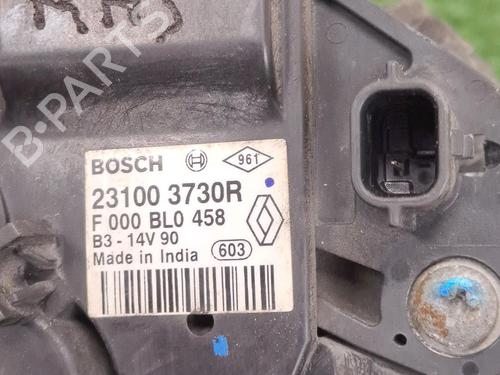 B-PARTS
BOSCH
961
23100 3730R
F 000 BL0 458
B3 - 14V 90
Made in India
603